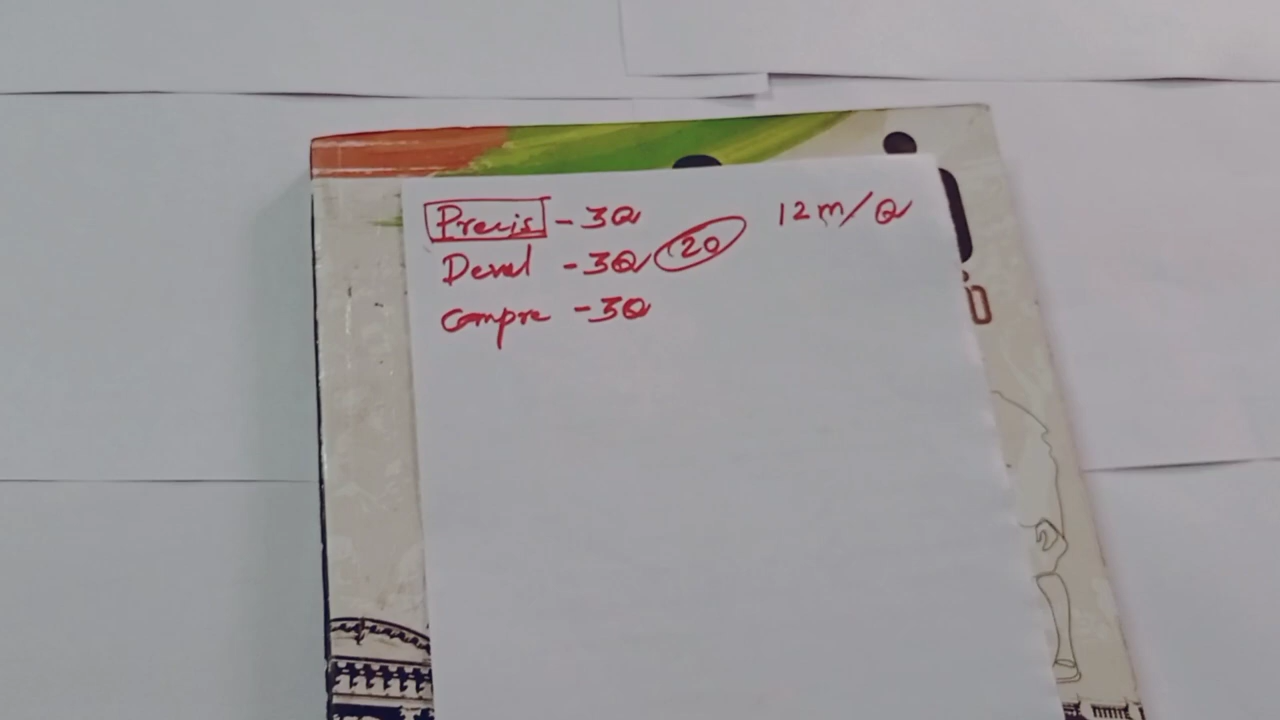 Precis - 3Q 12m/Q
Devel - 3Q 20
compre - 3Q